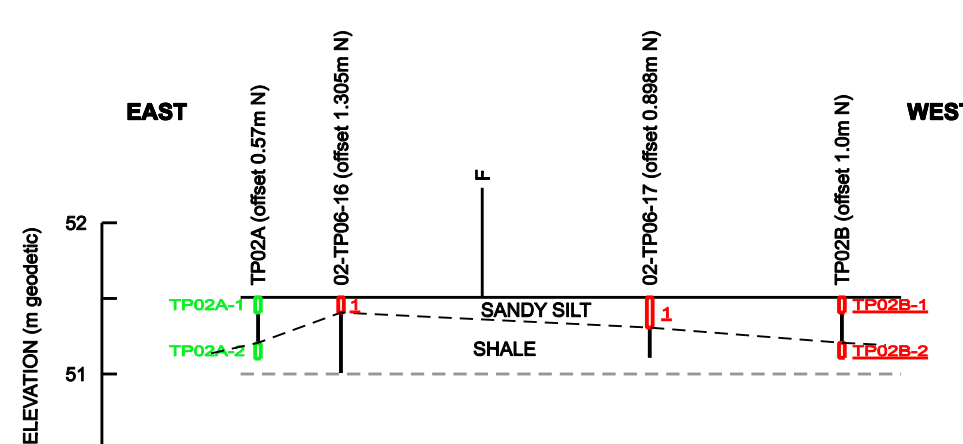 EAST
WEST
TP02A (offset 0.57m N)
02-TP06-16 (offset 1.305m N)
F
02-TP06-17 (offset 0.898m N)
TP02B (offset 1.0m N)
ELEVATION (m geodetic)
52
TP02A-1
1
SANDY SILT
1
TP02B-1
TP02A-2
SHALE
TP02B-2
51